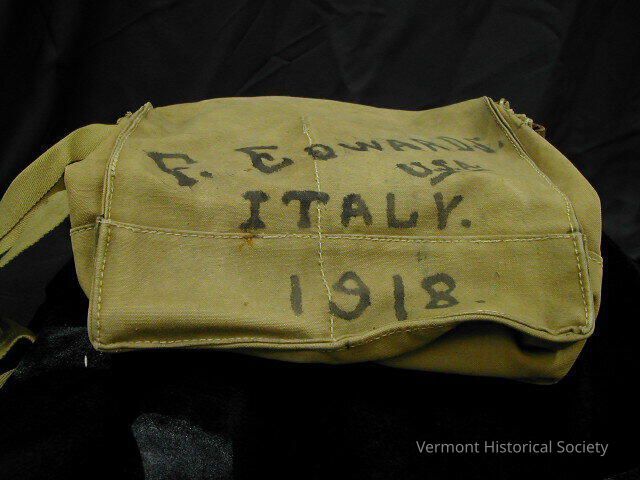 F. EDWARDS,
USA
ITALY.
1918.
Vermont Historical Society